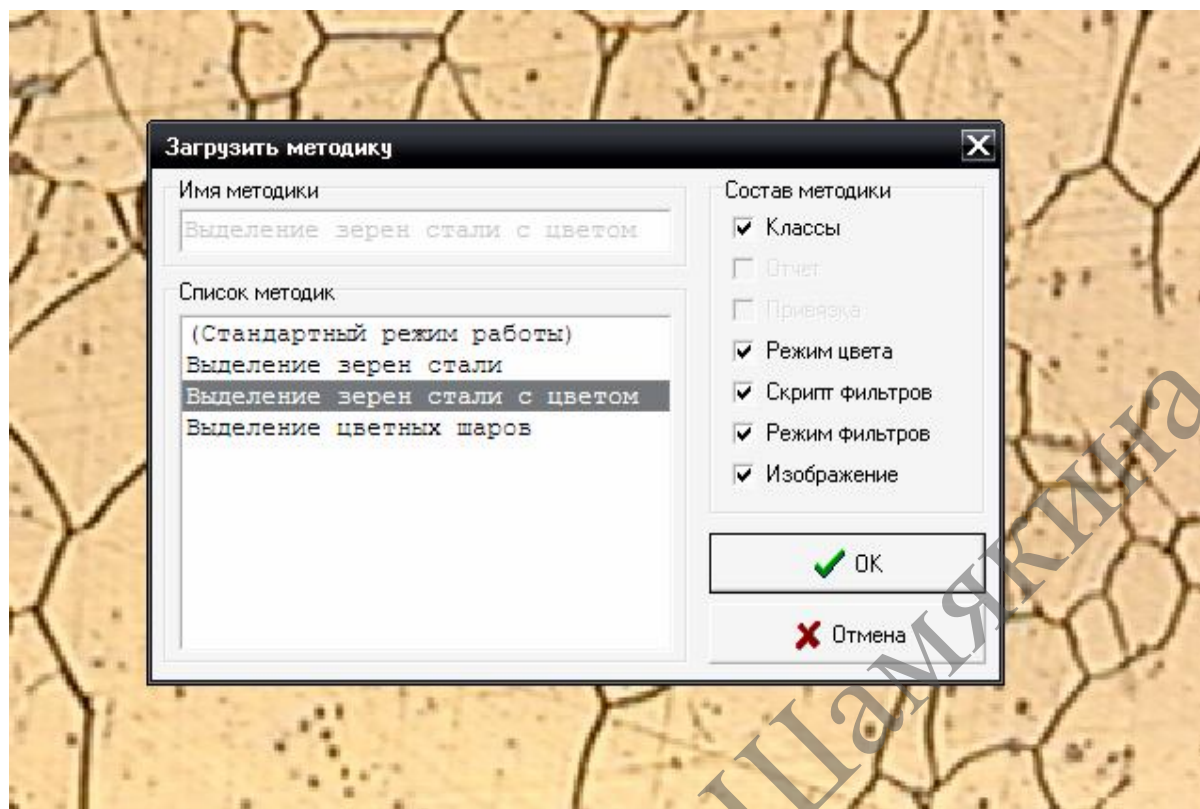 Загрузить методику
Имя методики
Выделение зерен стали с цветом
Список методик
(Стандартный режим работы)
Выделение зерен стали
Выделение зерен стали с цветом
Выделение цветных шаров
Состав методики
Классы
Отчет
Привязка
Режим цвета
Скрипт фильтров
Режим фильтров
Изображение
OK
Отмена
Шамякина